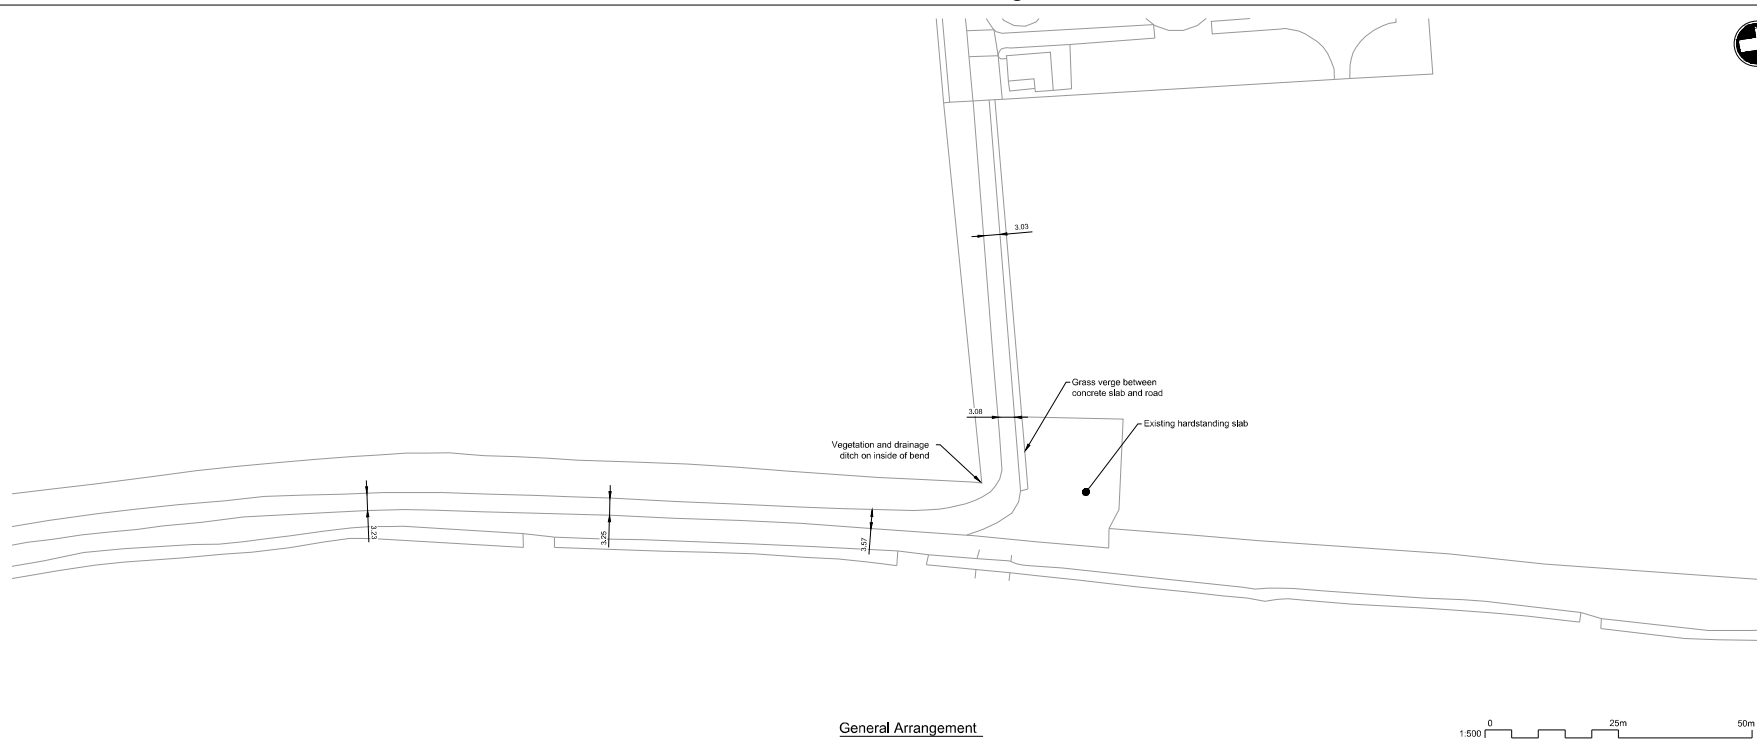 3.03
Grass verge between
concrete slab and road
3.08
Existing hardstanding slab
Vegetation and drainage
ditch on inside of bend
3.23
3.25
3.57
General Arrangement
1:500
0
25m
50m